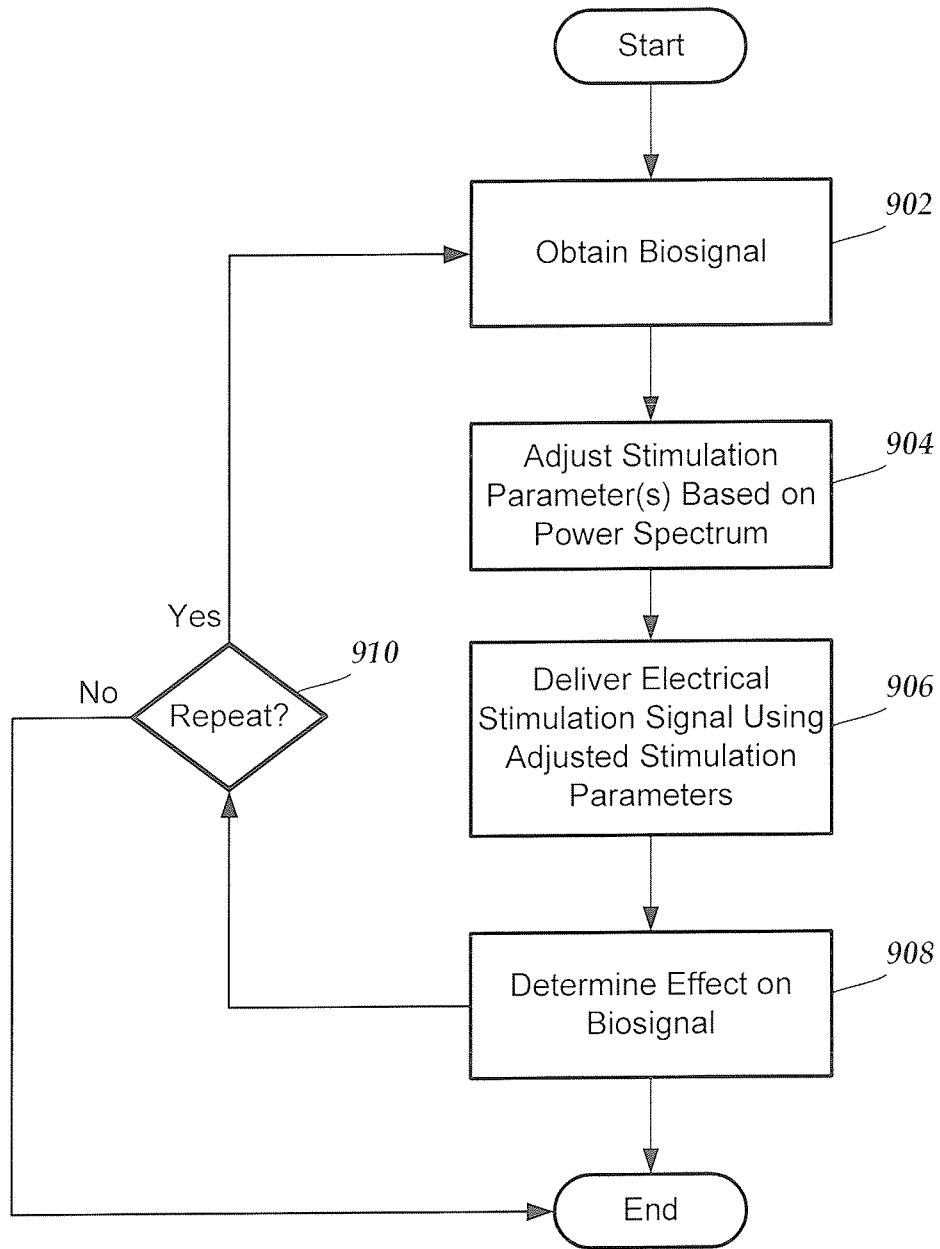 Start
902
Obtain Biosignal
904
Adjust Stimulation
Parameter(s) Based on
Power Spectrum
Yes
910
No
Repeat?
906
Deliver Electrical
Stimulation Signal Using
Adjusted Stimulation
Parameters
908
Determine Effect on
Biosignal
End